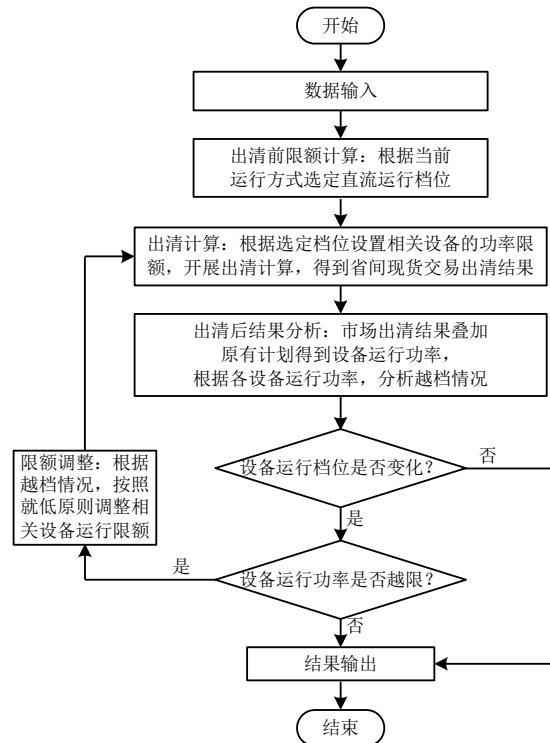 开始
数据输入
出清前限额计算：根据当前
运行方式选定直流运行档位
出清计算：根据选定档位设置相关设备的功率限
额，开展出清计算，得到省间现货交易出清结果
出清后结果分析：市场出清结果叠加
原有计划得到设备运行功率，
根据各设备运行功率，分析越档情况
设备运行档位是否变化？
否
是
限额调整：根据
越档情况，按照
就低原则调整相
关设备运行限额
设备运行功率是否越限？
是
否
结果输出
结束